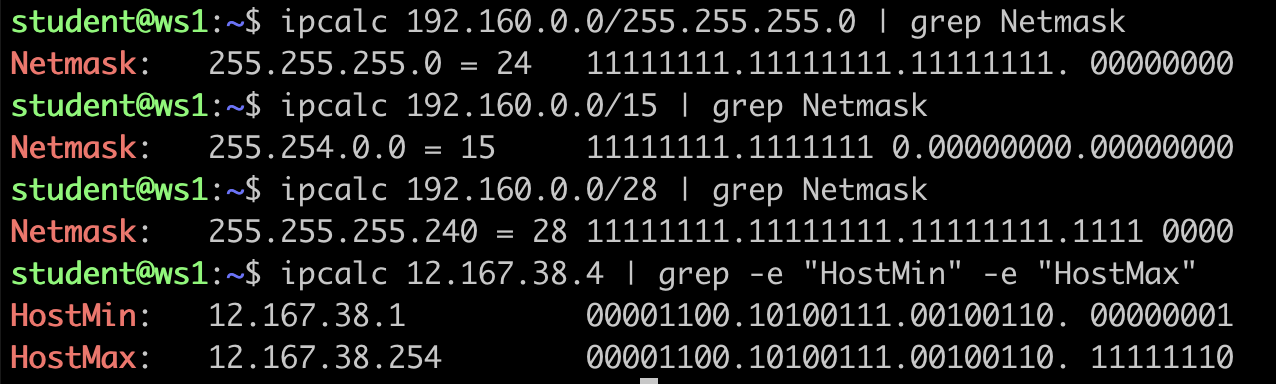 student@ws1:~$ ipcalc 192.160.0.0/255.255.255.0 | grep Netmask
Netmask:   255.255.255.0 = 24   11111111.11111111.11111111. 00000000
student@ws1:~$ ipcalc 192.160.0.0/15 | grep Netmask
Netmask:   255.254.0.0 = 15     11111111.1111111 0.00000000.00000000
student@ws1:~$ ipcalc 192.160.0.0/28 | grep Netmask
Netmask:   255.255.255.240 = 28 11111111.11111111.11111111.1111 0000
student@ws1:~$ ipcalc 12.167.38.4 | grep -e "HostMin" -e "HostMax"
HostMin:   12.167.38.1          00001100.10100111.00100110. 00000001
HostMax:   12.167.38.254        00001100.10100111.00100110. 11111110